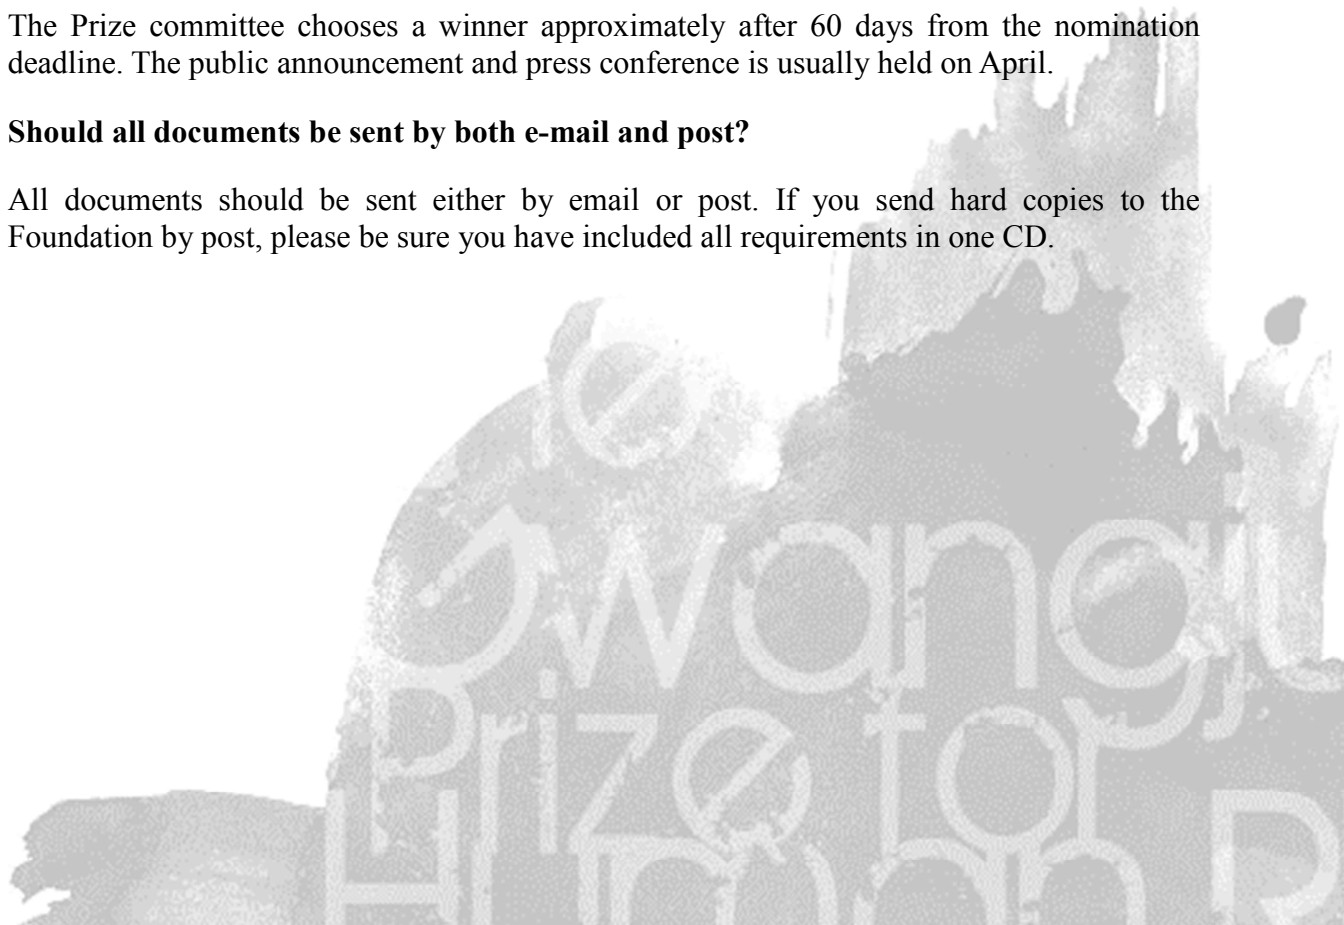 The Prize committee chooses a winner approximately after 60 days from the nomination
deadline. The public announcement and press conference is usually held on April.
Should all documents be sent by both e-mail and post?
All documents should be sent either by email or post. If you send hard copies to the
Foundation by post, please be sure you have included all requirements in one CD.
Gwangju
Prize for
Human R